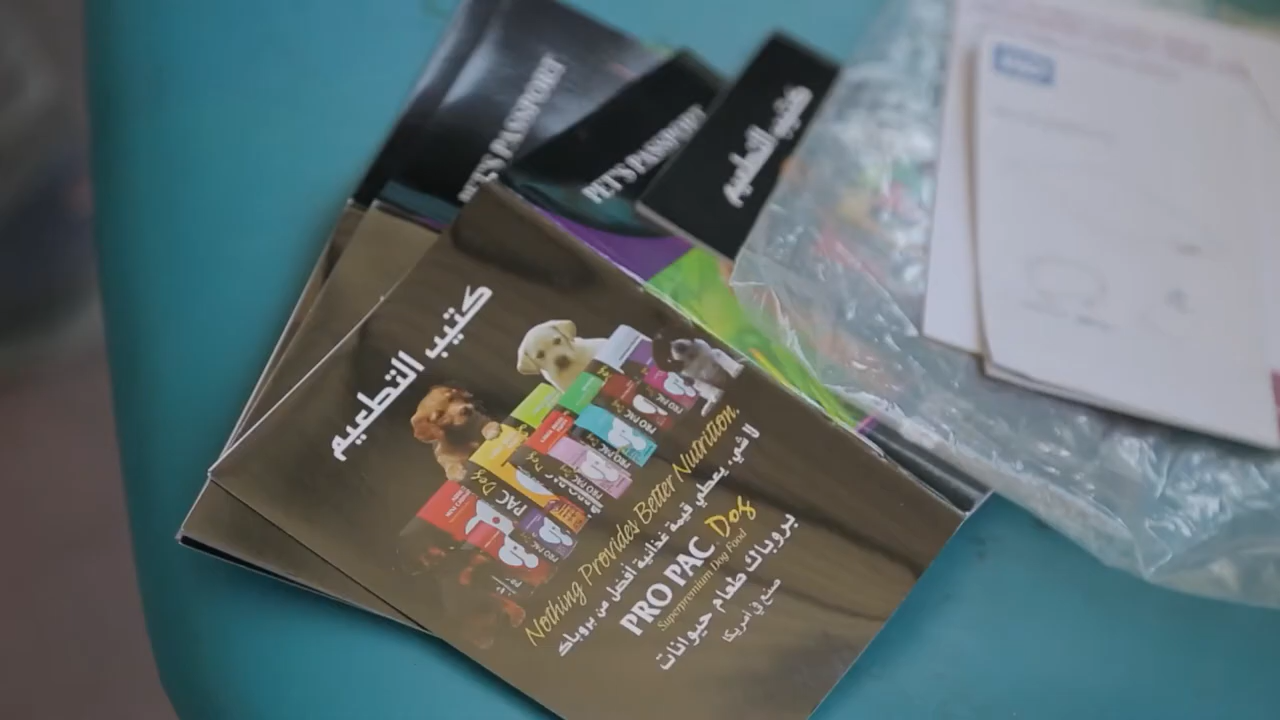 PET'S PASSPORT
PET'S PASSPORT
كتيب التطعيم
كتيب التطعيم
Nothing Provides Better Nutrition.
لا شيء يعطي قيمة غذائية أفضل من بروباك
PRO PAC Dog
Superpremium Dog Food
بروباك طعام حيوانات
صنع في امريكا